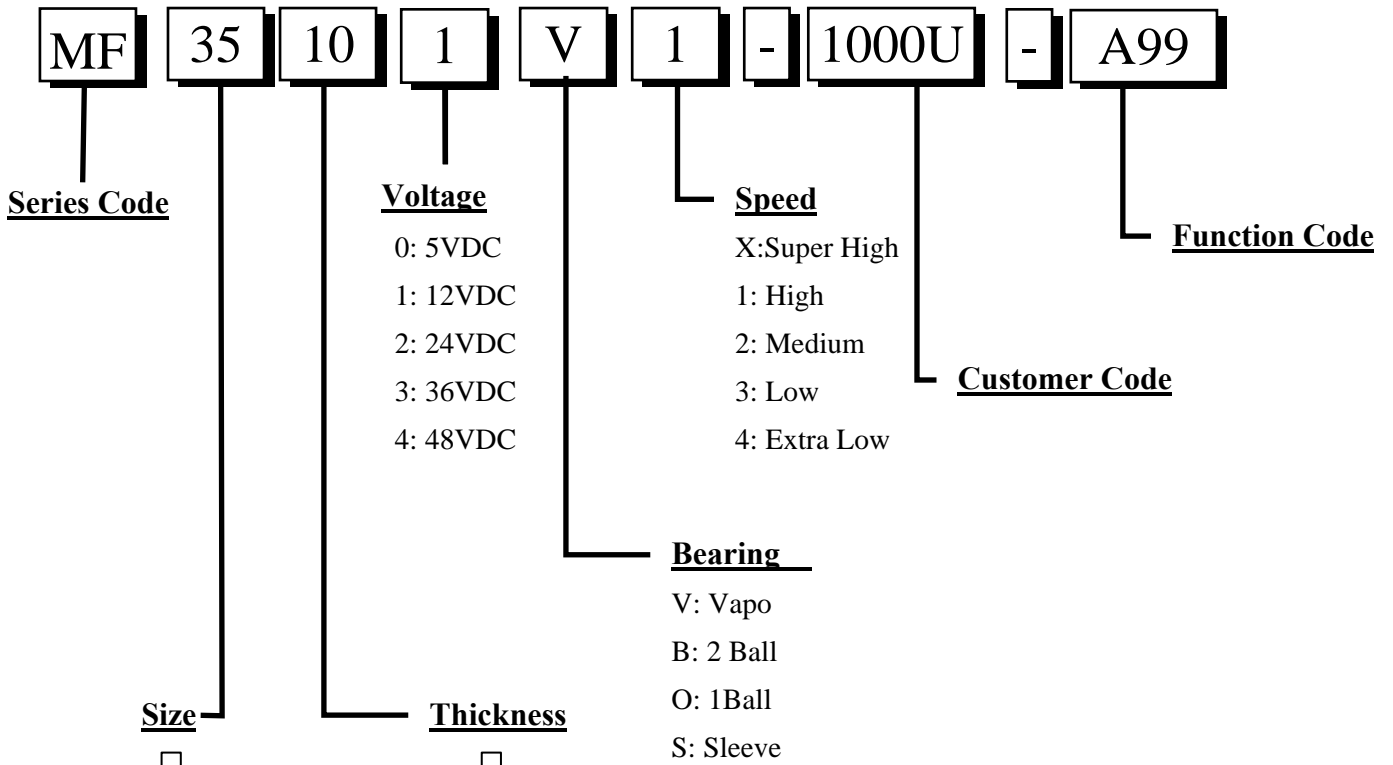 MF 35 10 1 V 1 - 1000U - A99
Series Code
Voltage
0: 5VDC
1: 12VDC
2: 24VDC
3: 36VDC
4: 48VDC
Speed
X:Super High
1: High
2: Medium
3: Low
4: Extra Low
Function Code
Customer Code
Bearing
V: Vapo
B: 2 Ball
O: 1Ball
S: Sleeve
Size
Thickness